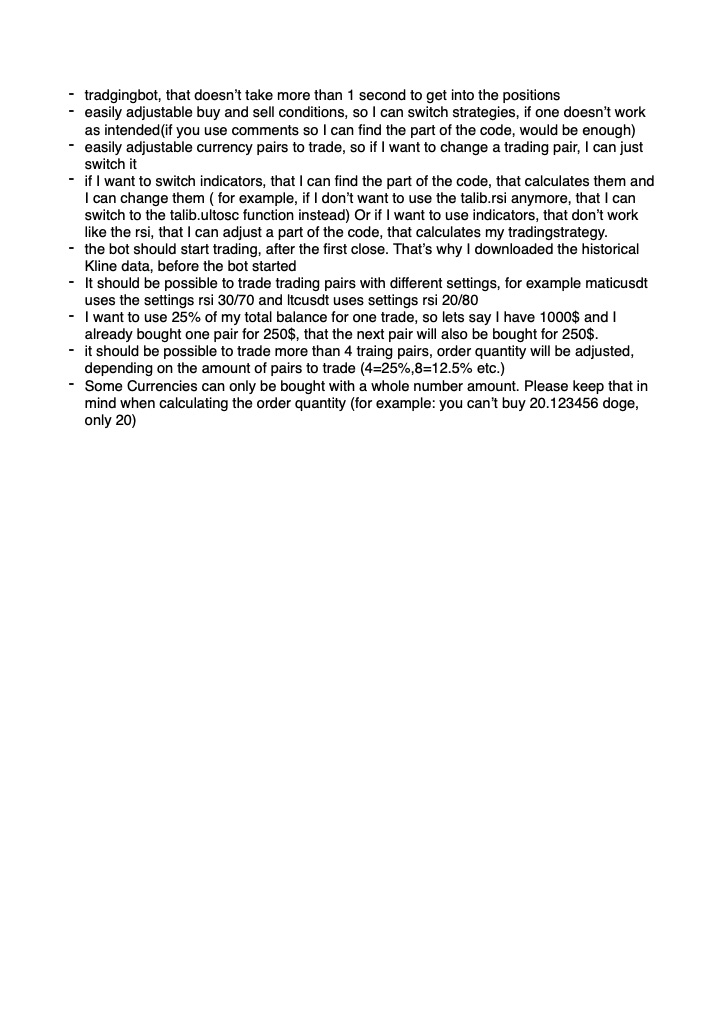 - tradgingbot, that doesn't take more than 1 second to get into the positions
- easily adjustable buy and sell conditions, so I can switch strategies, if one doesn't work
as intended(if you use comments so I can find the part of the code, would be enough)
- easily adjustable currency pairs to trade, so if I want to change a trading pair, I can just
switch it
- if I want to switch indicators, that I can find the part of the code, that calculates them and
I can change them ( for example, if I don't want to use the talib.rsi anymore, that I can
switch to the talib.ultosc function instead) Or if I want to use indicators, that don't work
like the rsi, that I can adjust a part of the code, that calculates my tradingstrategy.
- the bot should start trading, after the first close. That's why I downloaded the historical
Kline data, before the bot started
- It should be possible to trade trading pairs with different settings, for example maticusdt
uses the settings rsi 30/70 and ltcusdt uses settings rsi 20/80
- I want to use 25% of my total balance for one trade, so lets say I have 1000$ and I
already bought one pair for 250$, that the next pair will also be bought for 250$.
- it should be possible to trade more than 4 traing pairs, order quantity will be adjusted,
depending on the amount of pairs to trade (4=25%,8=12.5% etc.)
- Some Currencies can only be bought with a whole number amount. Please keep that in
mind when calculating the order quantity (for example: you can't buy 20.123456 doge,
only 20)